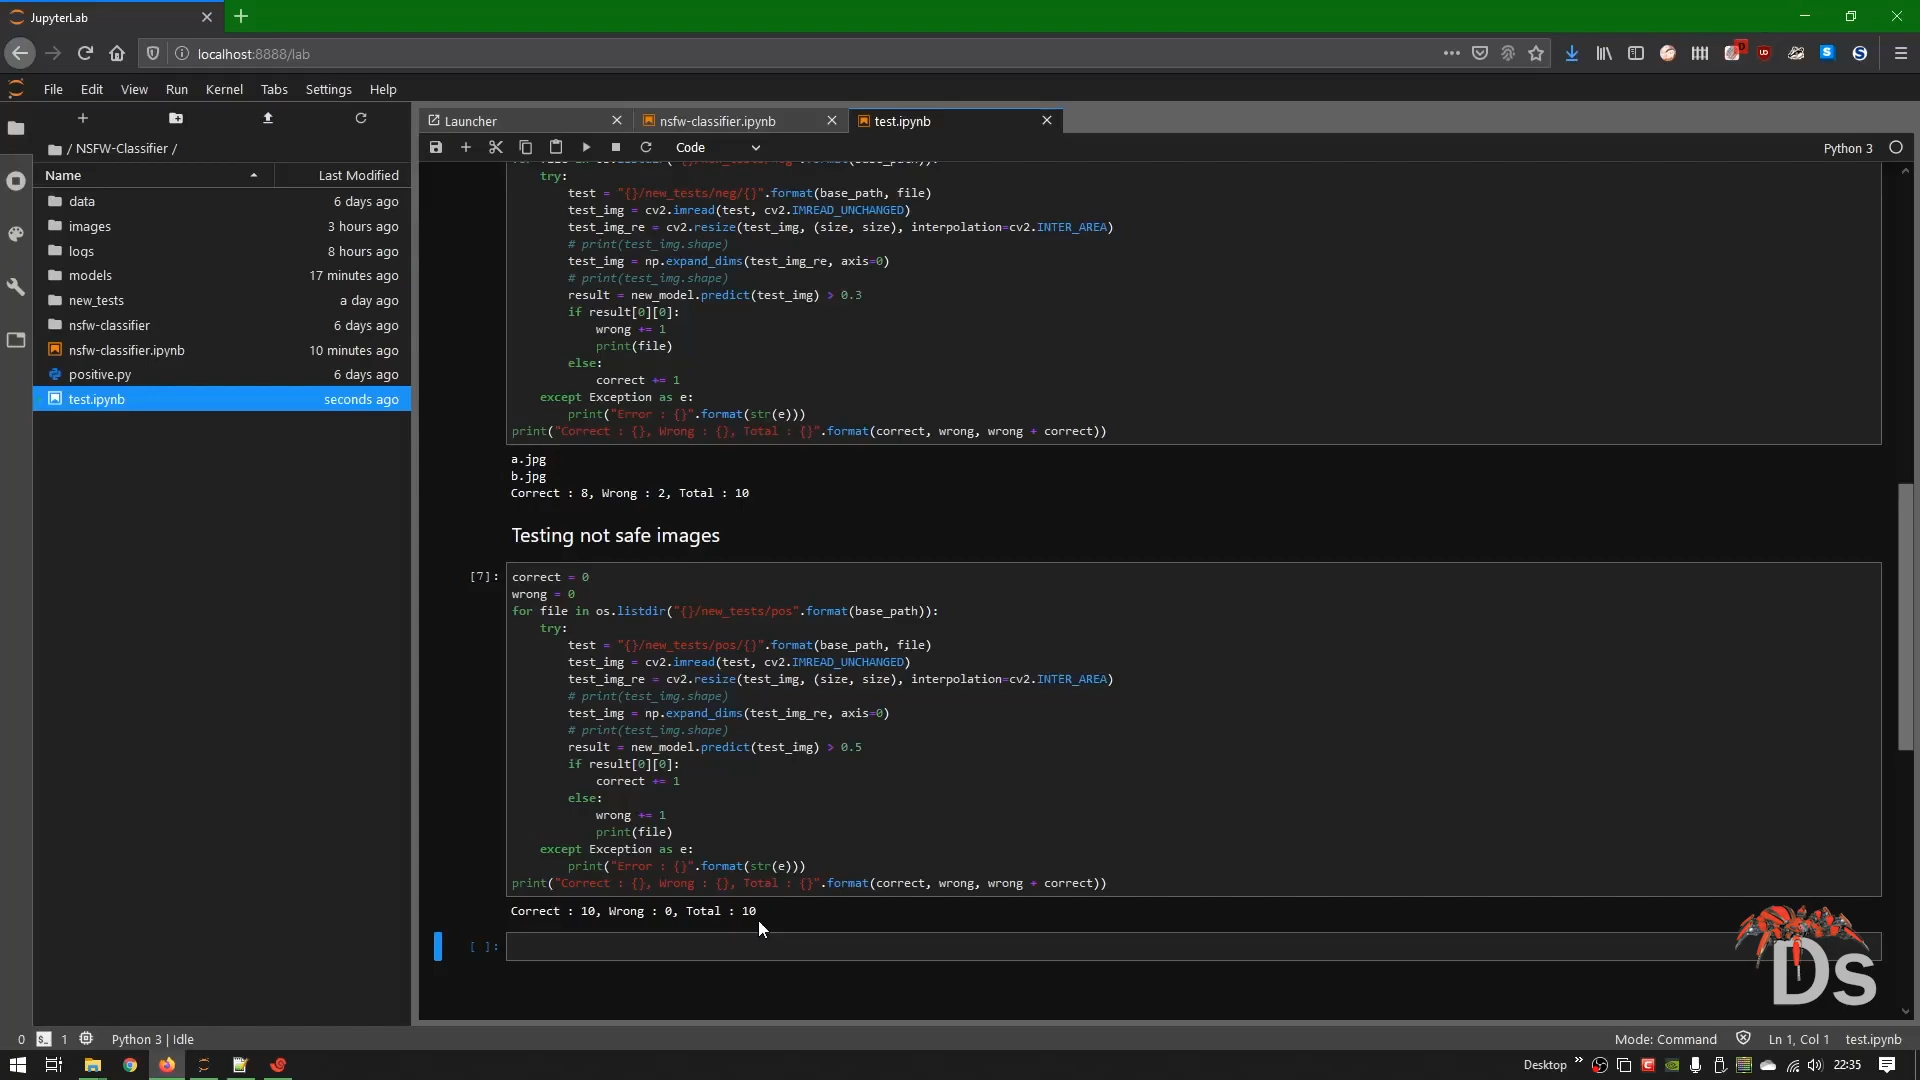 JupyterLab
localhost:8888/lab
File Edit View Run Kernel Tabs Settings Help
Launcher
nsfw-classifier.ipynb
test.ipynb
/ NSFW-Classifier /
Code
Python 3
Name Last Modified
data 6 days ago
images 3 hours ago
logs 8 hours ago
models 17 minutes ago
new_tests a day ago
nsfw-classifier 6 days ago
nsfw-classifier.ipynb 10 minutes ago
positive.py 6 days ago
test.ipynb seconds ago
try:
test = "{}/new_tests/neg/{}".format(base_path, file)
test_img = cv2.imread(test, cv2.IMREAD_UNCHANGED)
test_img_re = cv2.resize(test_img, (size, size), interpolation=cv2.INTER_AREA)
# print(test_img.shape)
test_img = np.expand_dims(test_img_re, axis=0)
# print(test_img.shape)
result = new_model.predict(test_img) > 0.3
if result[0][0]:
wrong += 1
print(file)
else:
correct += 1
except Exception as e:
print("Error : {}".format(str(e)))
print("Correct : {}, Wrong : {}, Total : {}".format(correct, wrong, wrong + correct))
a.jpg
b.jpg
Correct : 8, Wrong : 2, Total : 10
Testing not safe images
[7]: correct = 0
wrong = 0
for file in os.listdir("{}/new_tests/pos".format(base_path)):
try:
test = "{}/new_tests/pos/{}".format(base_path, file)
test_img = cv2.imread(test, cv2.IMREAD_UNCHANGED)
test_img_re = cv2.resize(test_img, (size, size), interpolation=cv2.INTER_AREA)
# print(test_img.shape)
test_img = np.expand_dims(test_img_re, axis=0)
# print(test_img.shape)
result = new_model.predict(test_img) > 0.5
if result[0][0]:
correct += 1
else:
wrong += 1
print(file)
except Exception as e:
print("Error : {}".format(str(e)))
print("Correct : {}, Wrong : {}, Total : {}".format(correct, wrong, wrong + correct))
Correct : 10, Wrong : 0, Total : 10
[ ]:
Ds
0 1 Python 3 | Idle
Mode: Command Ln 1, Col 1 test.ipynb
Desktop 22:35